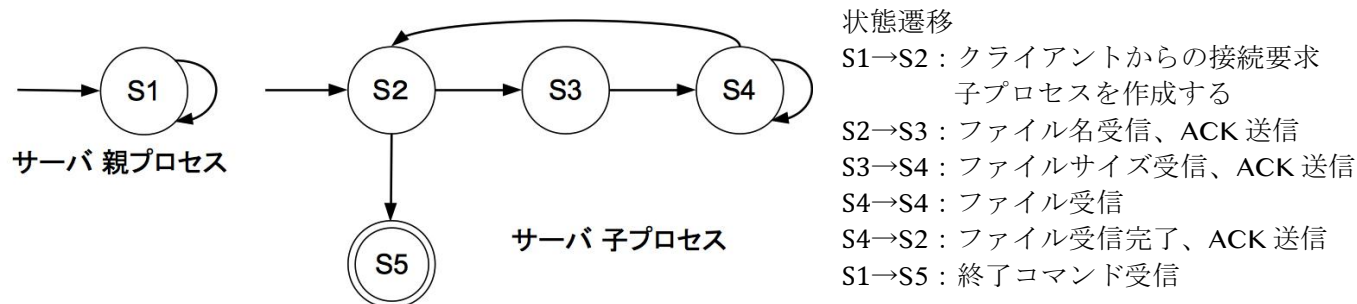 S1
サーバ 親プロセス
S2
S3
S4
S5
サーバ 子プロセス
状態遷移
S1→S2：クライアントからの接続要求
子プロセスを作成する
S2→S3：ファイル名受信、ACK 送信
S3→S4：ファイルサイズ受信、ACK 送信
S4→S4：ファイル受信
S4→S2：ファイル受信完了、ACK 送信
S1→S5：終了コマンド受信